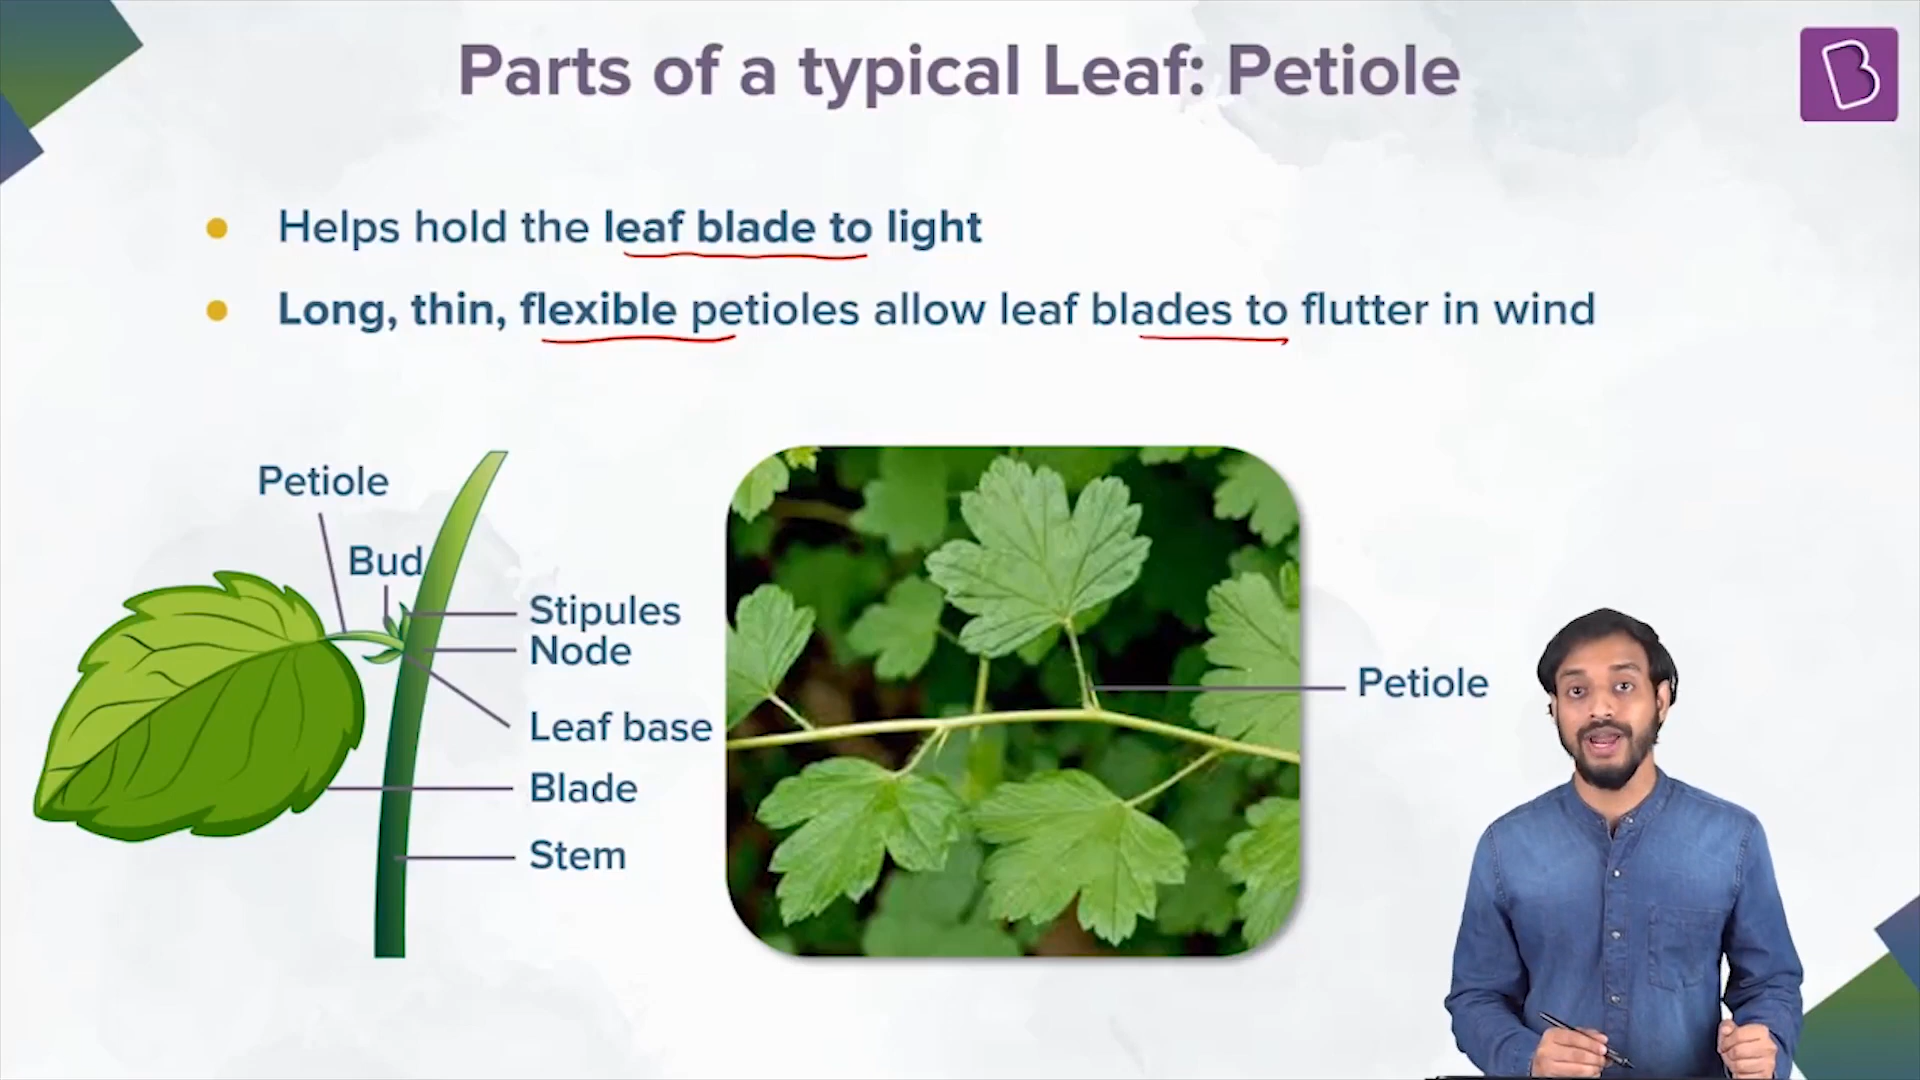 Parts of a typical Leaf: Petiole
B
Helps hold the leaf blade to light
Long, thin, flexible petioles allow leaf blades to flutter in wind
Petiole
Bud
Stipules
Node
Leaf base
Blade
Stem
Petiole